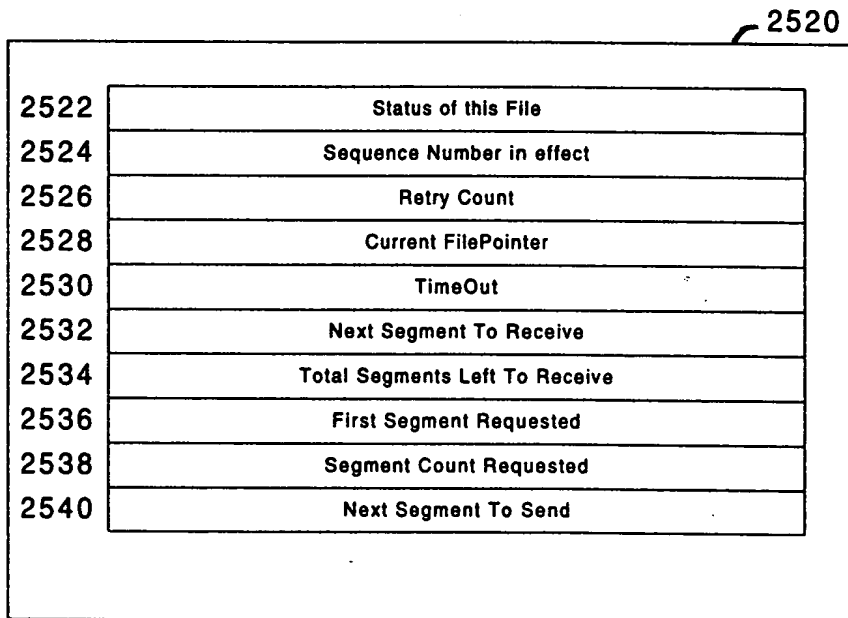 2520
2522 Status of this File
2524 Sequence Number in effect
2526 Retry Count
2528 Current FilePointer
2530 TimeOut
2532 Next Segment To Receive
2534 Total Segments Left To Receive
2536 First Segment Requested
2538 Segment Count Requested
2540 Next Segment To Send